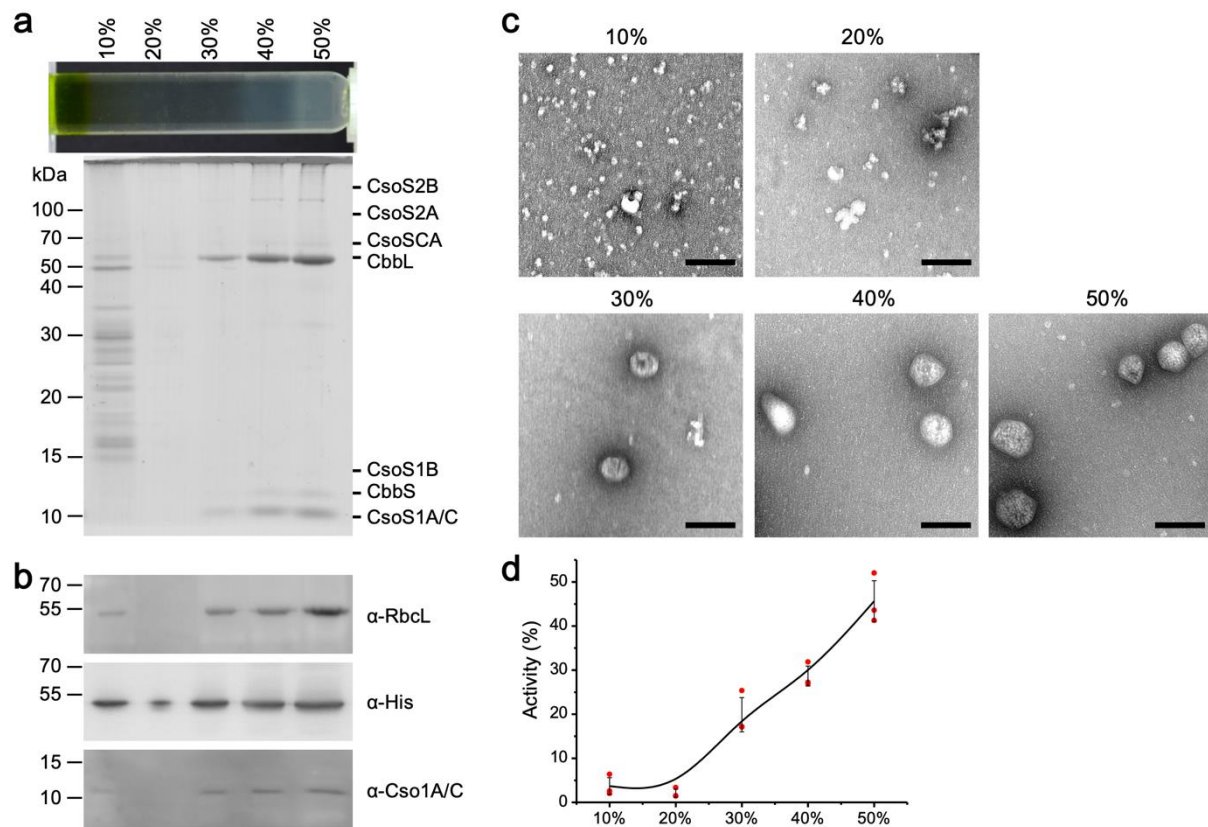 a
10% 20% 30% 40% 50%
kDa
100
70
50
40
30
20
15
10
CsoS2B
CsoS2A
CsoSCA
CbbL
CsoS1B
CbbS
CsoS1A/C
b
70
55
α-RbcL
70
55
α-His
15
10
α-Cso1A/C
c
10% 20%
30% 40% 50%
d
Activity (%)
50
40
30
20
10
0
10% 20% 30% 40% 50%